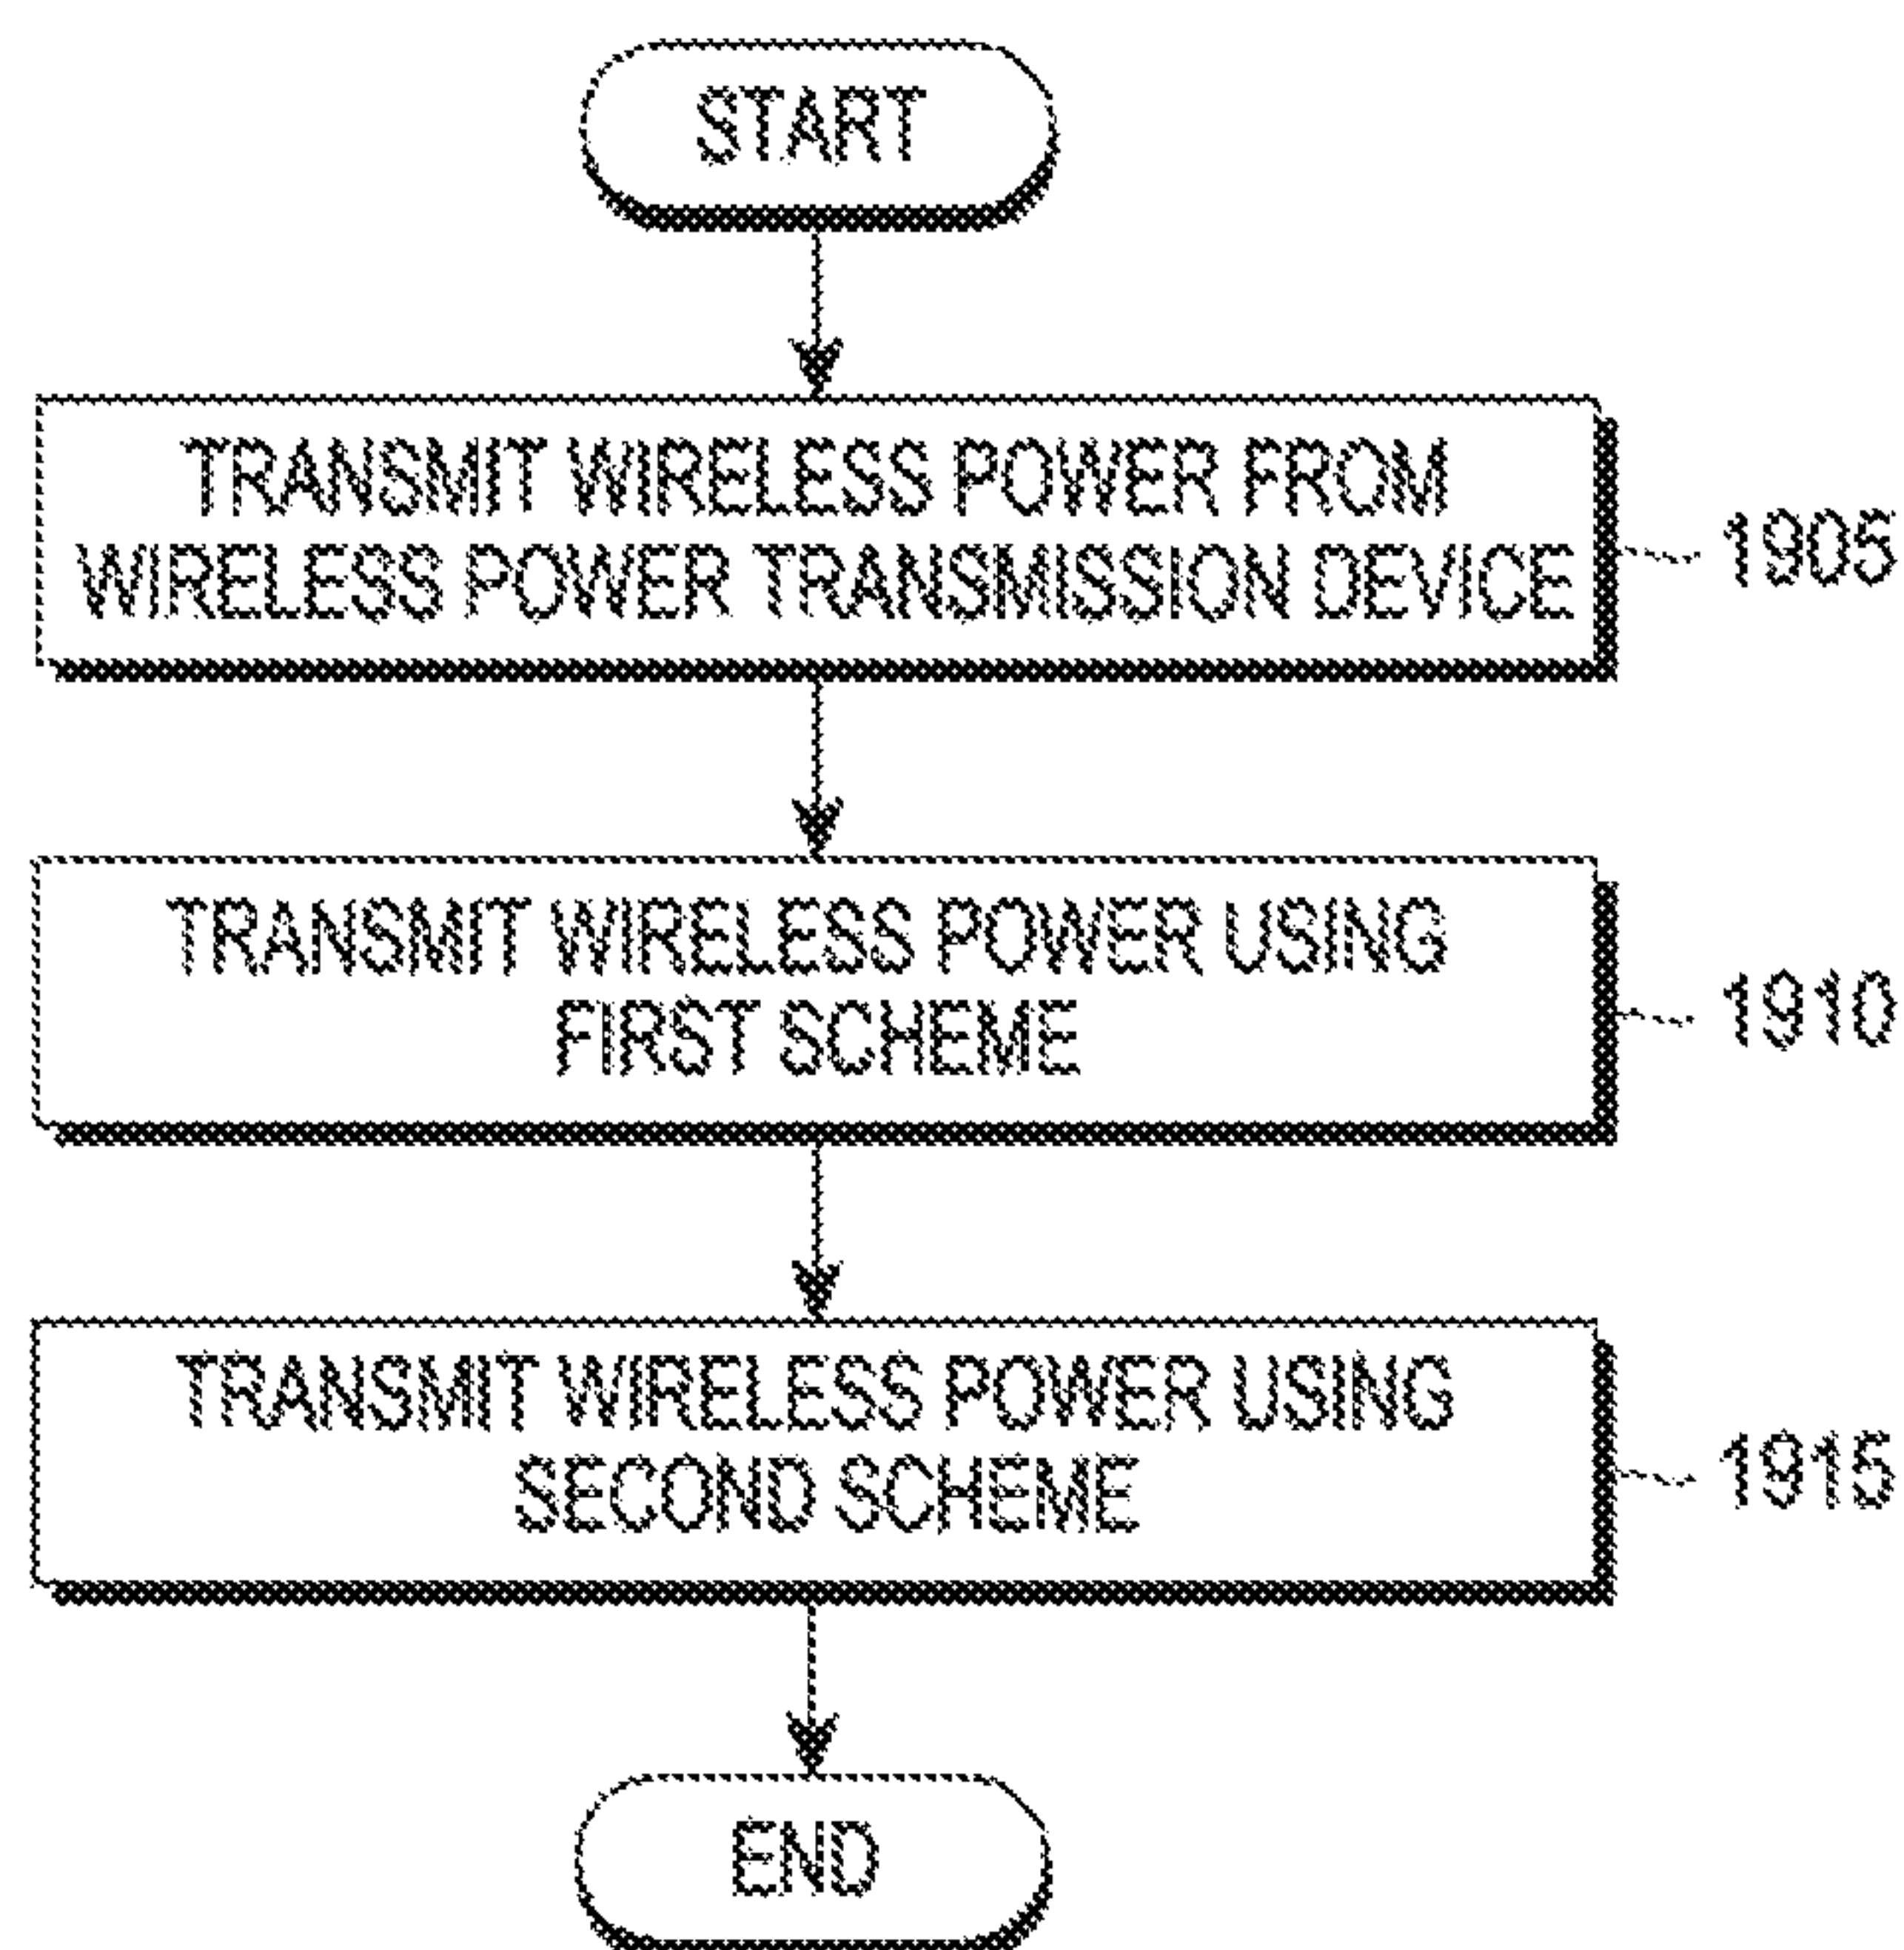 START
TRANSMIT WIRELESS POWER FROM
WIRELESS POWER TRANSMISSION DEVICE
1905
TRANSMIT WIRELESS POWER USING
FIRST SCHEME
1910
TRANSMIT WIRELESS POWER USING
SECOND SCHEME
1915
END